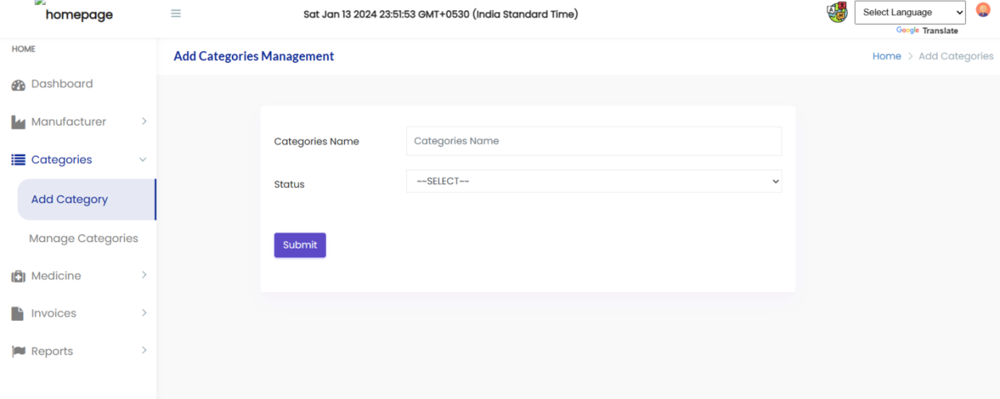 homepage
Sat Jan 13 2024 23:51:53 GMT+0530 (India Standard Time)
Select Language
Google Translate
HOME
Add Categories Management
Home > Add Categories
Dashboard
Manufacturer
Categories
Add Category
Manage Categories
Medicine
Invoices
Reports
Categories Name
Categories Name
Status
~~SELECT~~
Submit